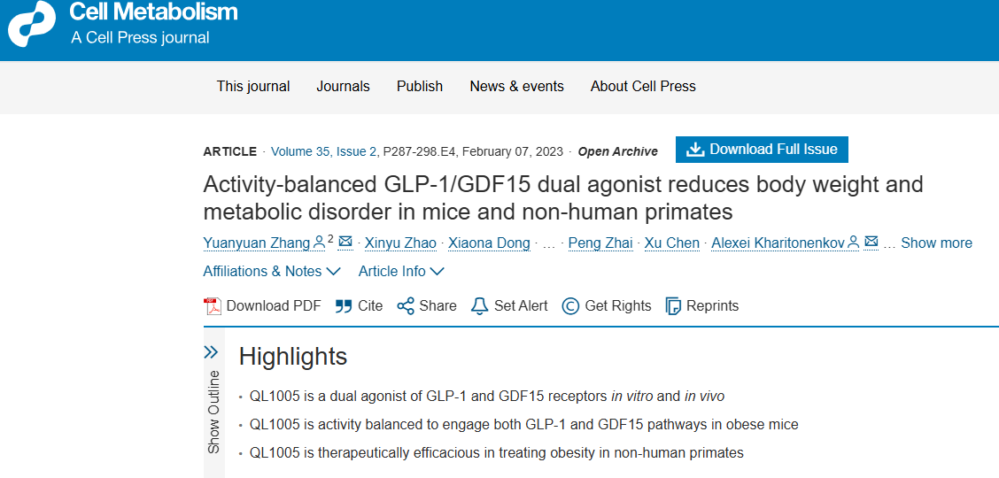 Cell Metabolism
A Cell Press journal
This journal Journals Publish News & events About Cell Press
ARTICLE · Volume 35, Issue 2, P287-298.E4, February 07, 2023 · Open Archive Download Full Issue
Activity-balanced GLP-1/GDF15 dual agonist reduces body weight and
metabolic disorder in mice and non-human primates
Yuanyuan Zhang 2 · Xinyu Zhao · Xiaona Dong · ... · Peng Zhai · Xu Chen · Alexei Kharitonenkov ... Show more
Affiliations & Notes Article Info
PDF Download PDF Cite Share Set Alert Get Rights Reprints
Show Outline
Highlights
• QL1005 is a dual agonist of GLP-1 and GDF15 receptors in vitro and in vivo
• QL1005 is activity balanced to engage both GLP-1 and GDF15 pathways in obese mice
• QL1005 is therapeutically efficacious in treating obesity in non-human primates